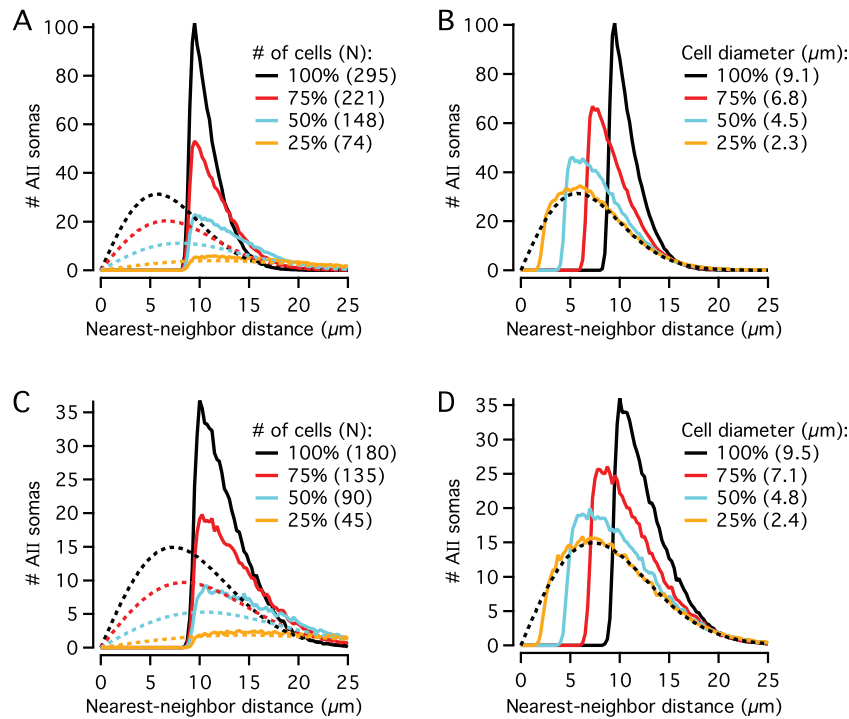 A
# of cells (N):
100% (295)
75% (221)
50% (148)
25% (74)
100
80
60
40
20
0
# AII somas
0 5 10 15 20 25
Nearest-neighbor distance (µm)
B
Cell diameter (µm):
100% (9.1)
75% (6.8)
50% (4.5)
25% (2.3)
100
80
60
40
20
0
# AII somas
0 5 10 15 20 25
Nearest-neighbor distance (µm)
C
# of cells (N):
100% (180)
75% (135)
50% (90)
25% (45)
35
30
25
20
15
10
5
0
# AII somas
0 5 10 15 20 25
Nearest-neighbor distance (µm)
D
Cell diameter (µm):
100% (9.5)
75% (7.1)
50% (4.8)
25% (2.4)
35
30
25
20
15
10
5
0
# AII somas
0 5 10 15 20 25
Nearest-neighbor distance (µm)